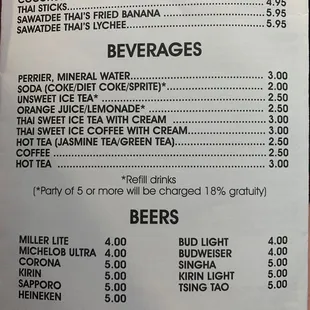 THAI STICKS 4.95
SAWATDEE THAI'S FRIED BANANA 5.95
SAWATDEE THAI'S LYCHEE 5.95
BEVERAGES
PERRIER, MINERAL WATER 3.00
SODA (COKE/DIET COKE/SPRITE)* 2.00
UNSWEET ICE TEA* 2.50
ORANGE JUICE/LEMONADE* 2.50
THAI SWEET ICE TEA WITH CREAM 3.00
THAI SWEET ICE COFFEE WITH CREAM 3.00
HOT TEA (JASMINE TEA/GREEN TEA) 2.50
COFFEE 2.50
HOT TEA 3.00
*Refill drinks
(*Party of 5 or more will be charged 18% gratuity)
BEERS
MILLER LITE 4.00
MICHELOB ULTRA 4.00
CORONA 5.00
KIRIN 5.00
SAPPORO 5.00
HEINEKEN 5.00
BUD LIGHT 4.00
BUDWEISER 4.00
SINGHA 5.00
KIRIN LIGHT 5.00
TSING TAO 5.00